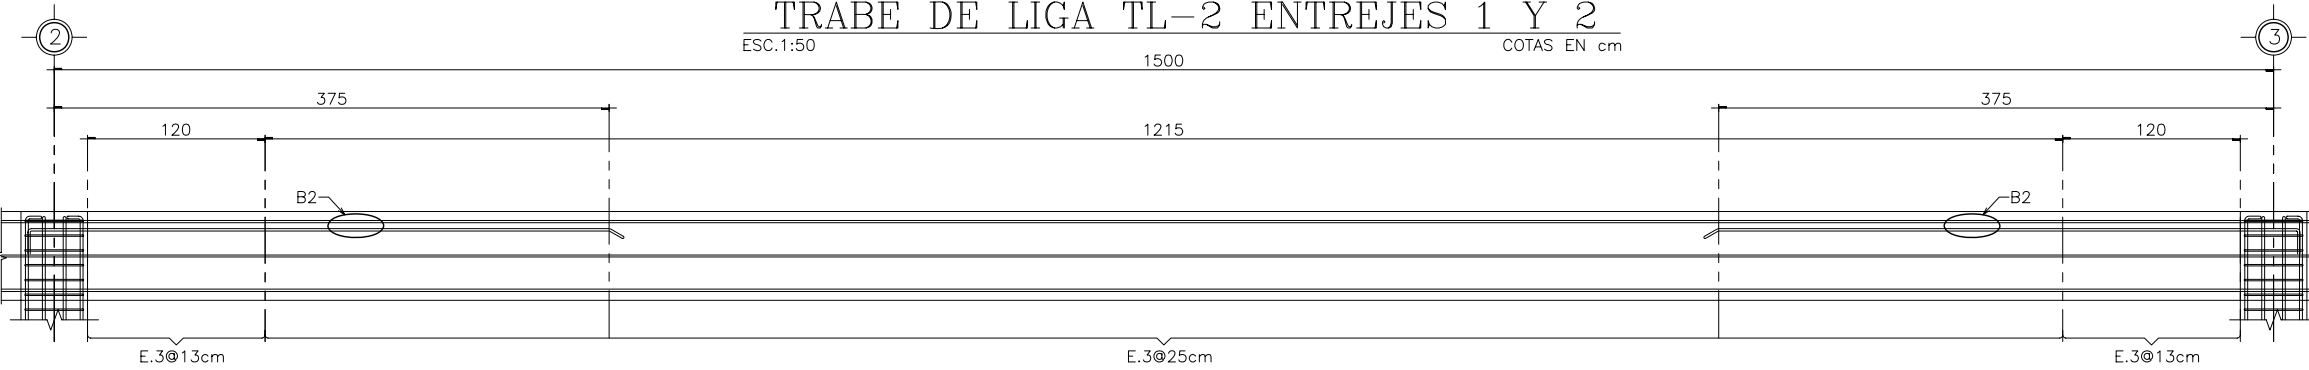 TRABE DE LIGA TL-2 ENTREJES 1 Y 2
ESC.1:50 COTAS EN cm
2 3
1500
375 375
120 1215 120
B2 B2
E.3@13cm E.3@25cm E.3@13cm